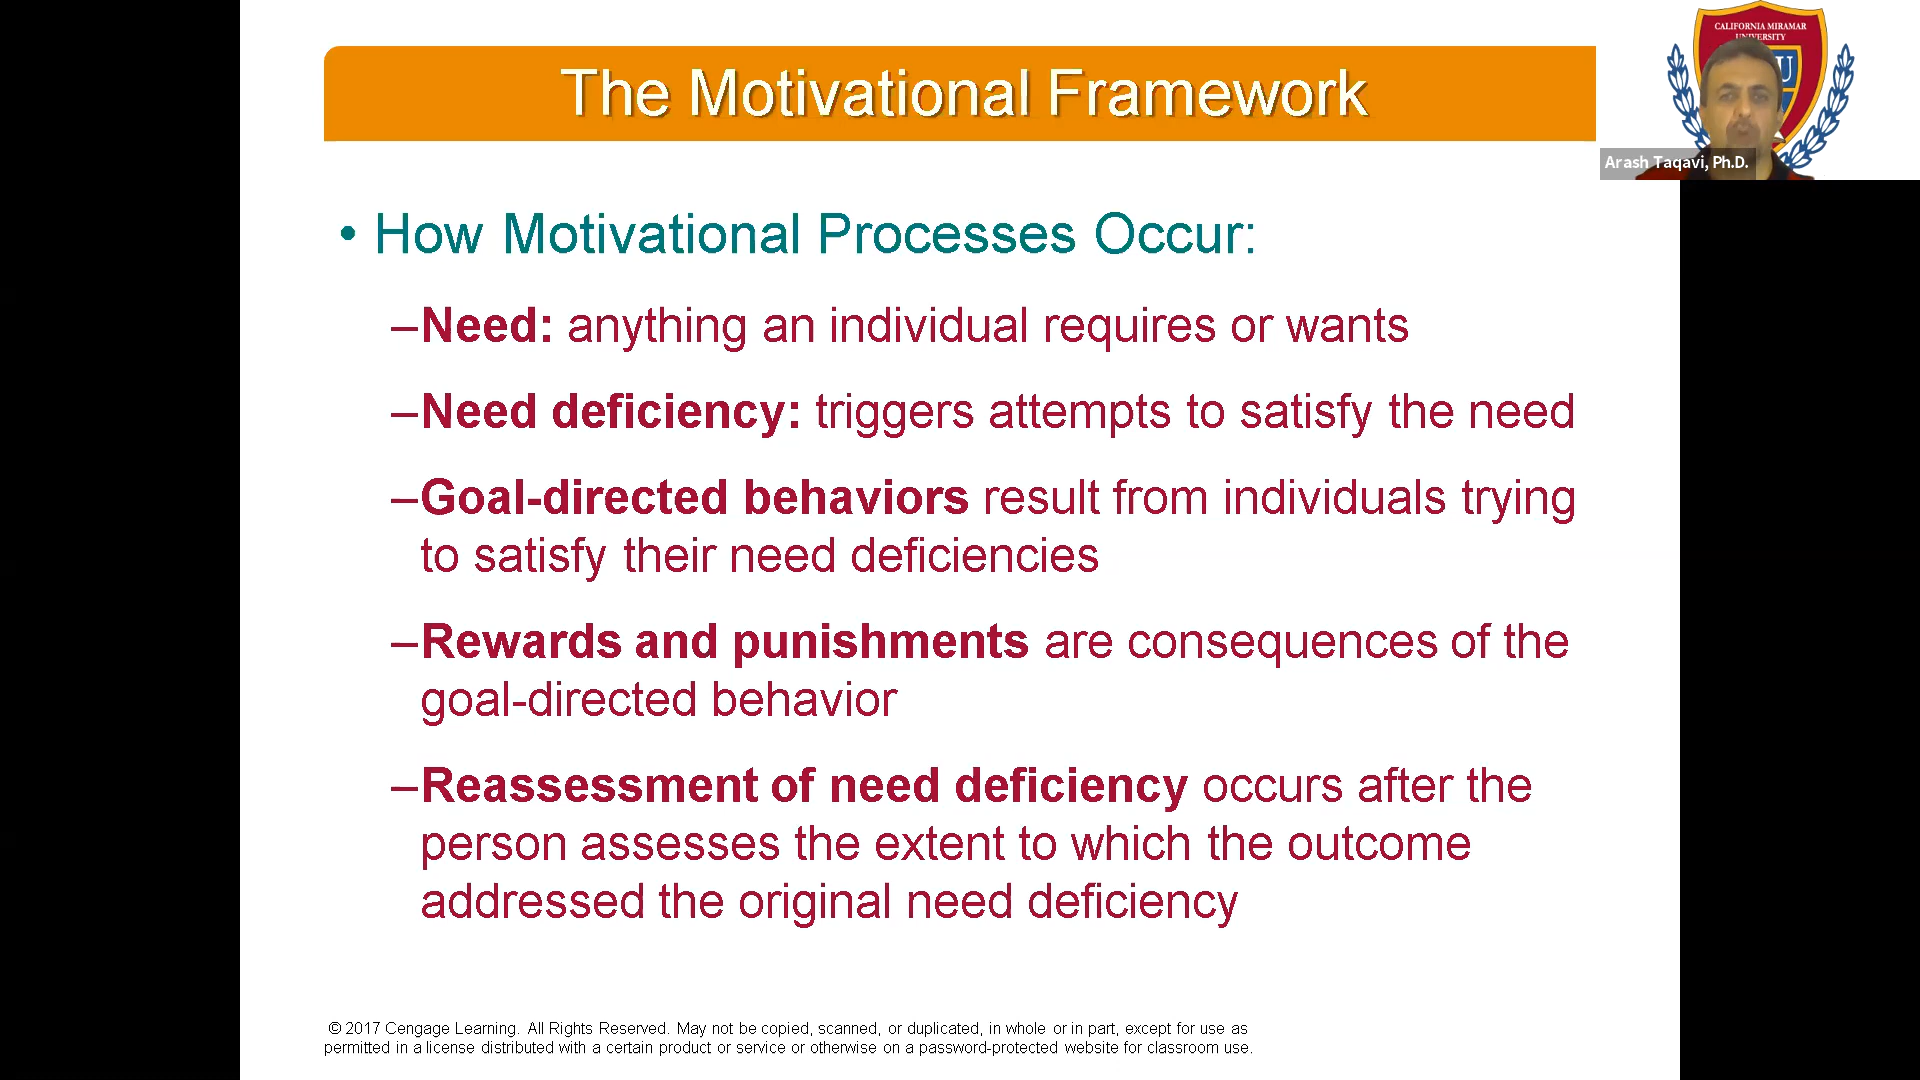 The Motivational Framework
CALIFORNIA MIRAMAR
UNIVERSITY
U
Arash Taqavi, Ph.D.
• How Motivational Processes Occur:
–Need: anything an individual requires or wants
–Need deficiency: triggers attempts to satisfy the need
–Goal-directed behaviors result from individuals trying
to satisfy their need deficiencies
–Rewards and punishments are consequences of the
goal-directed behavior
–Reassessment of need deficiency occurs after the
person assesses the extent to which the outcome
addressed the original need deficiency
© 2017 Cengage Learning. All Rights Reserved. May not be copied, scanned, or duplicated, in whole or in part, except for use as
permitted in a license distributed with a certain product or service or otherwise on a password-protected website for classroom use.